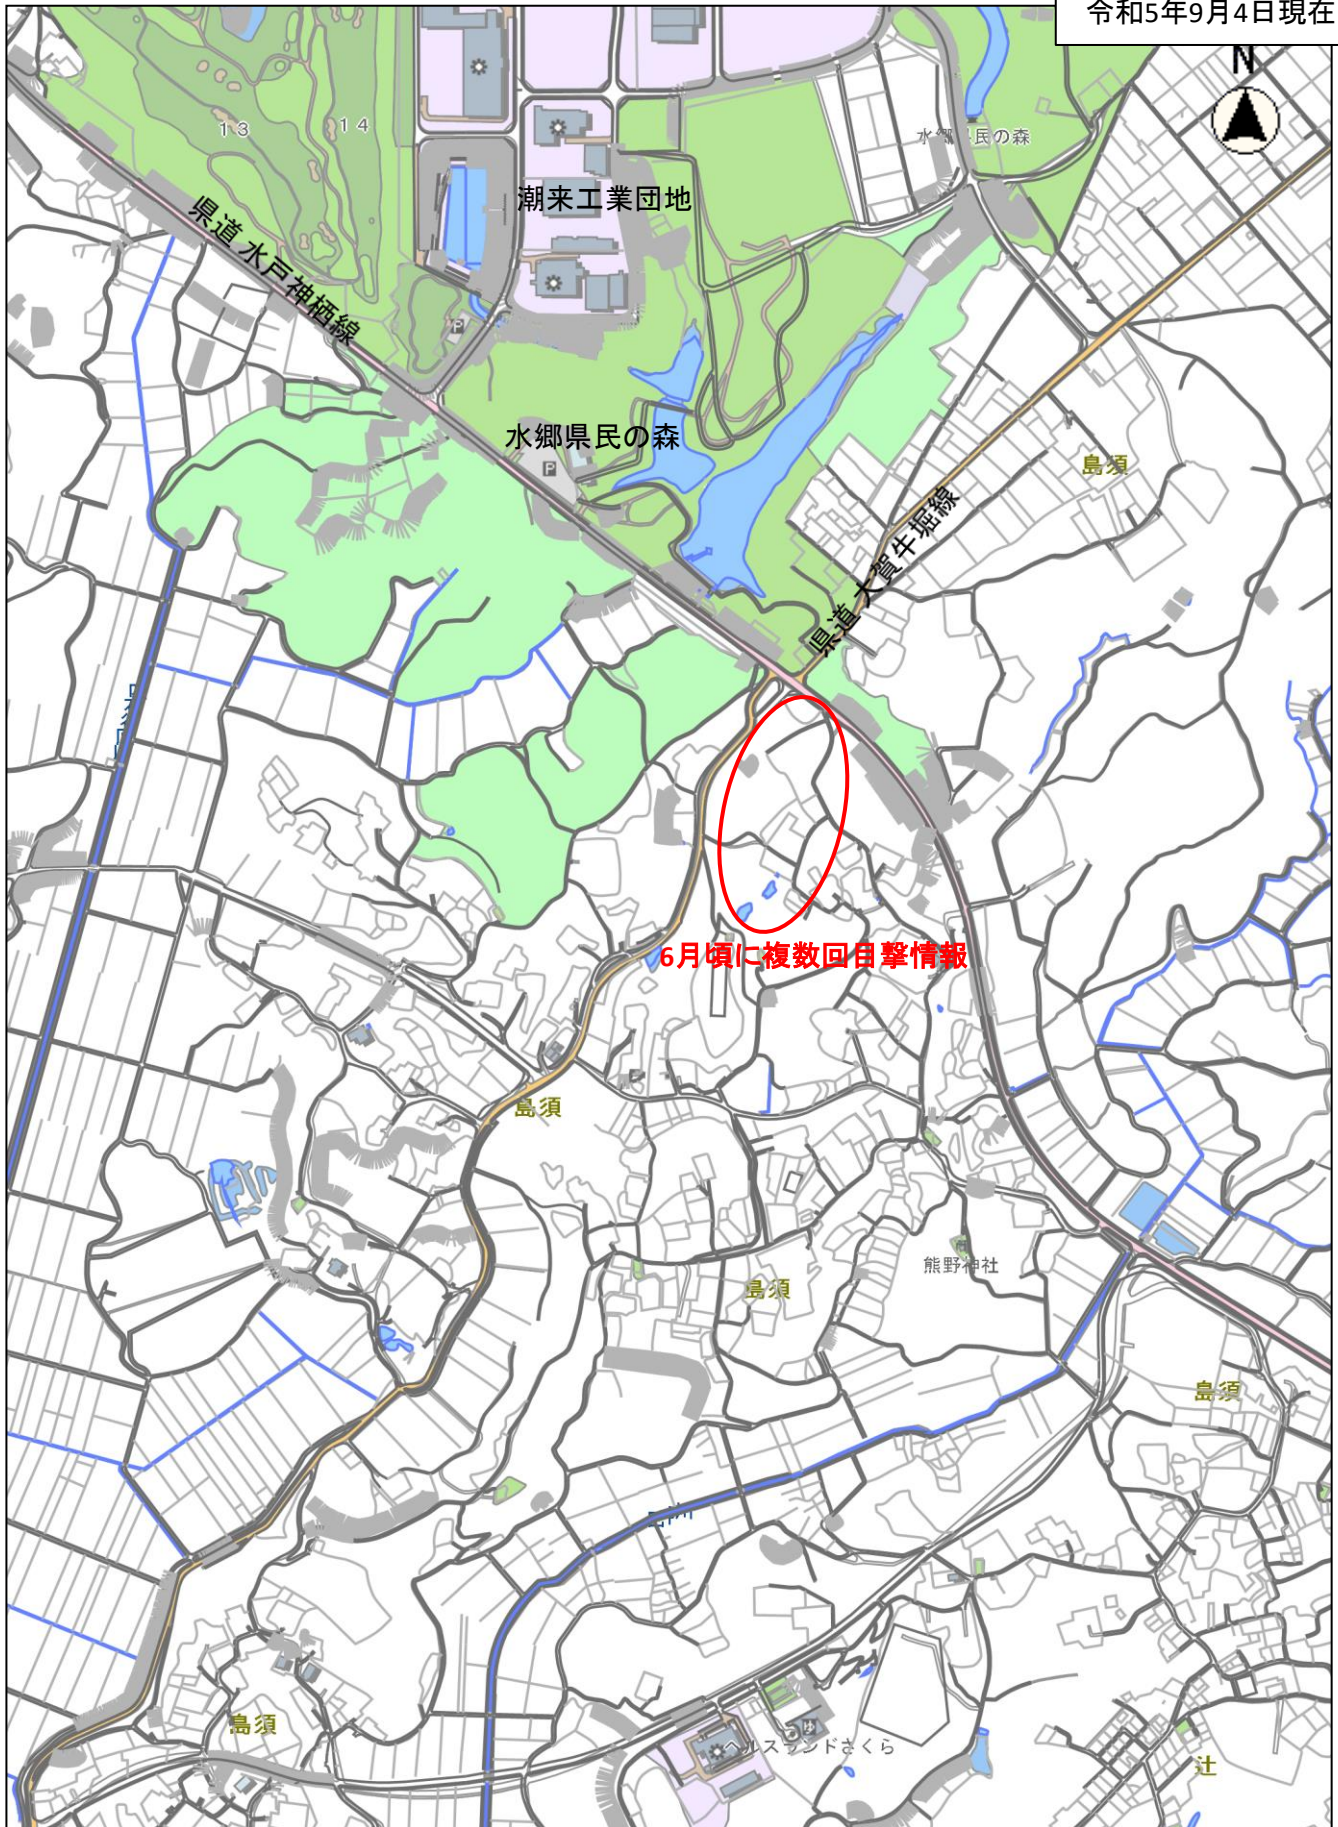 令和5年9月4日現在
N
13
14
水郷県民の森
潮来工業団地
県道 水戸神栖線
P
水郷県民の森
P
島須
県道 大賀牛堀線
6月頃に複数回目撃情報
島須
熊野神社
島須
島須
島須
ゆ
ヘルスランドさくら
辻